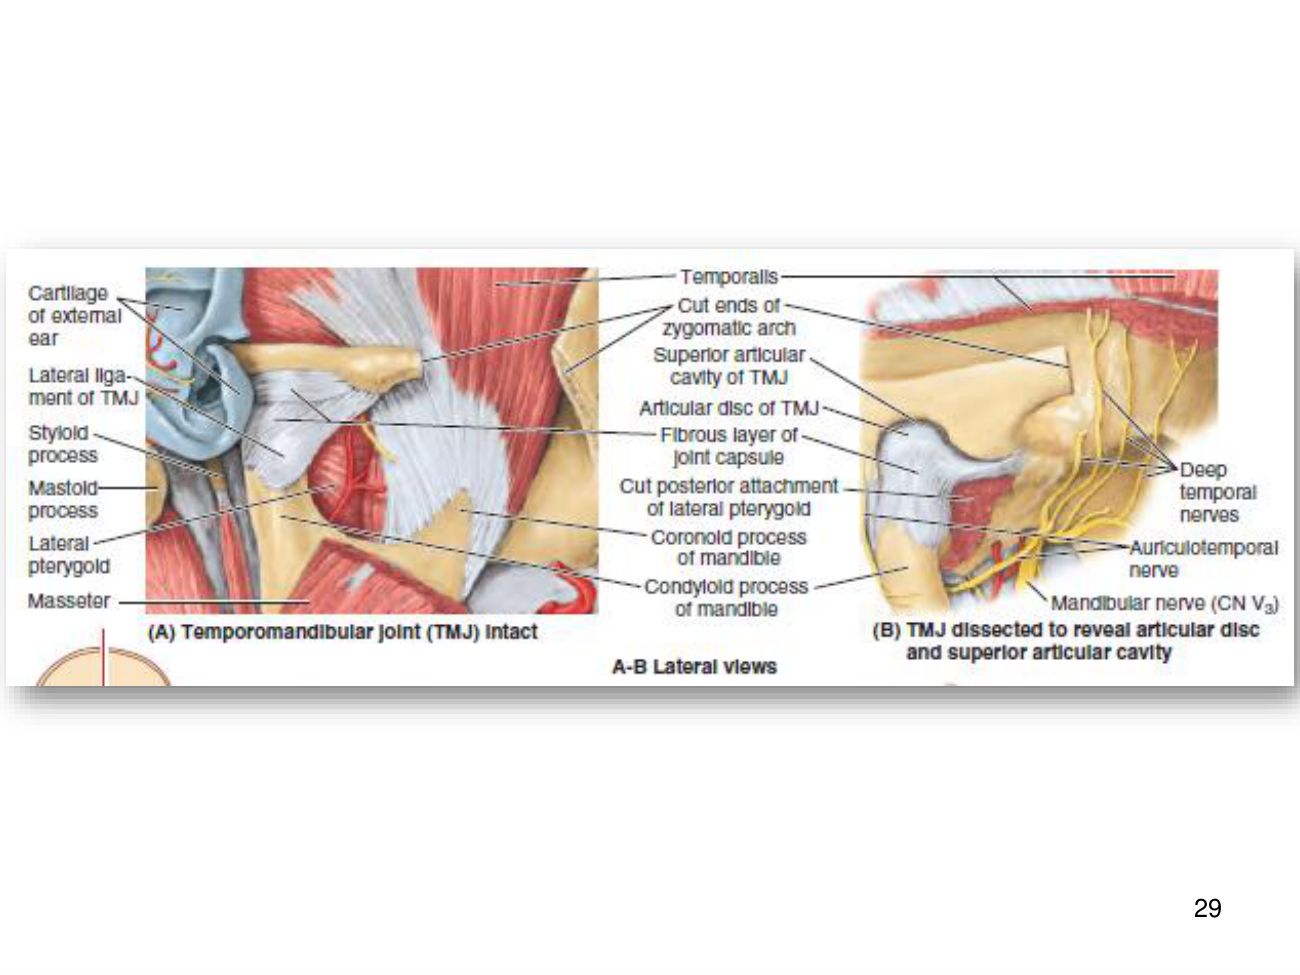 Cartilage
of external
ear
Lateral liga-
ment of TMJ
Styloid
process
Mastoid
process
Lateral
pterygoid
Masseter
(A) Temporomandibular joint (TMJ) intact
Temporalis
Cut ends of
zygomatic arch
Superior articular
cavity of TMJ
Articular disc of TMJ
Fibrous layer of
joint capsule
Cut posterior attachment
of lateral pterygoid
Coronoid process
of mandible
Condyloid process
of mandible
A-B Lateral views
Deep
temporal
nerves
Auriculotemporal
nerve
Mandibular nerve (CN V3)
(B) TMJ dissected to reveal articular disc
and superior articular cavity
29